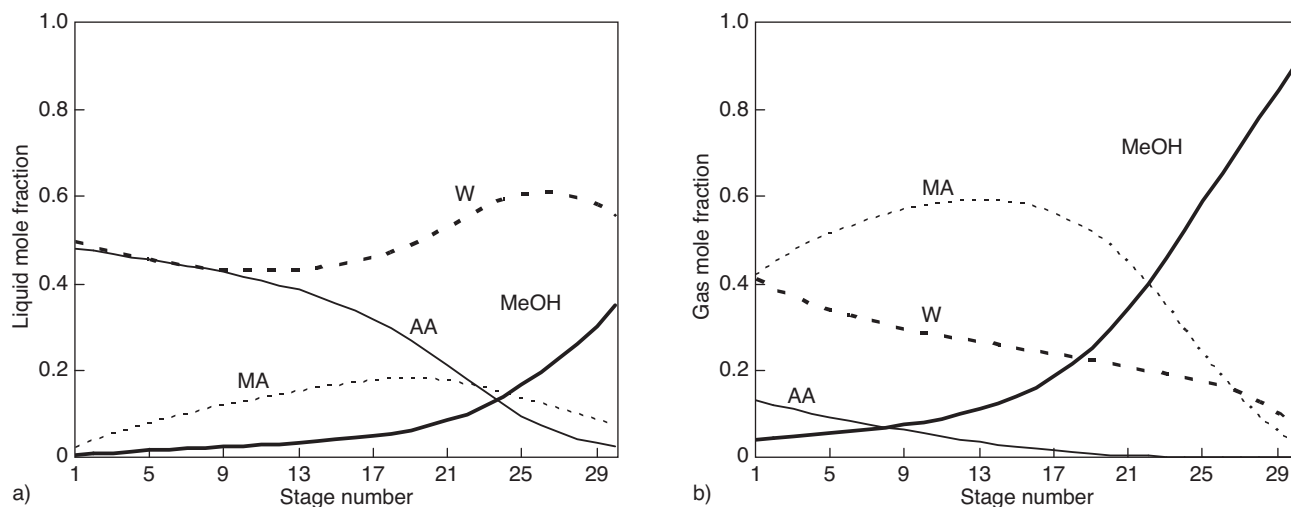 1.0
0.8
0.6
0.4
0.2
0
Liquid mole fraction
W
MeOH
AA
MA
1 5 9 13 17 21 25 29
Stage number
a)
1.0
0.8
0.6
0.4
0.2
0
Gas mole fraction
MeOH
MA
W
AA
1 5 9 13 17 21 25 29
Stage number
b)